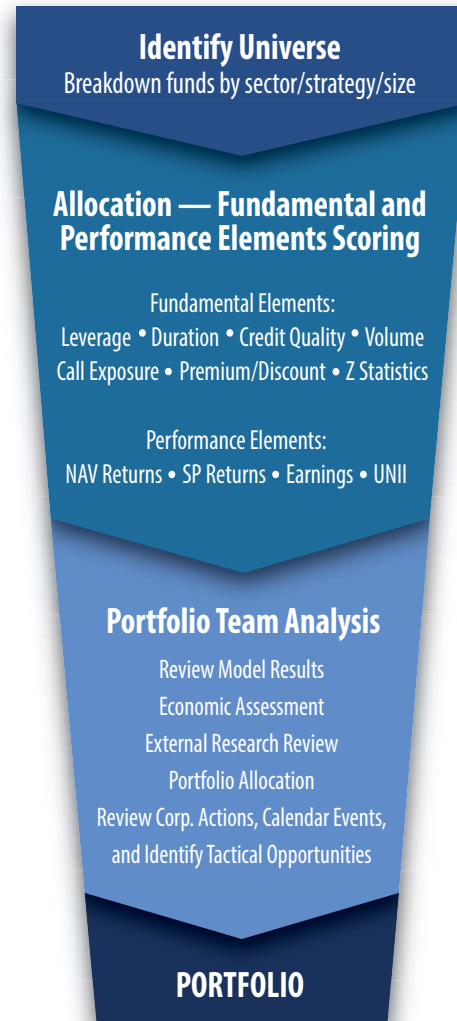 Identify Universe
Breakdown funds by sector/strategy/size
Allocation — Fundamental and
Performance Elements Scoring
Fundamental Elements:
Leverage • Duration • Credit Quality • Volume
Call Exposure • Premium/Discount • Z Statistics
Performance Elements:
NAV Returns • SP Returns • Earnings • UNII
Portfolio Team Analysis
Review Model Results
Economic Assessment
External Research Review
Portfolio Allocation
Review Corp. Actions, Calendar Events,
and Identify Tactical Opportunities
PORTFOLIO